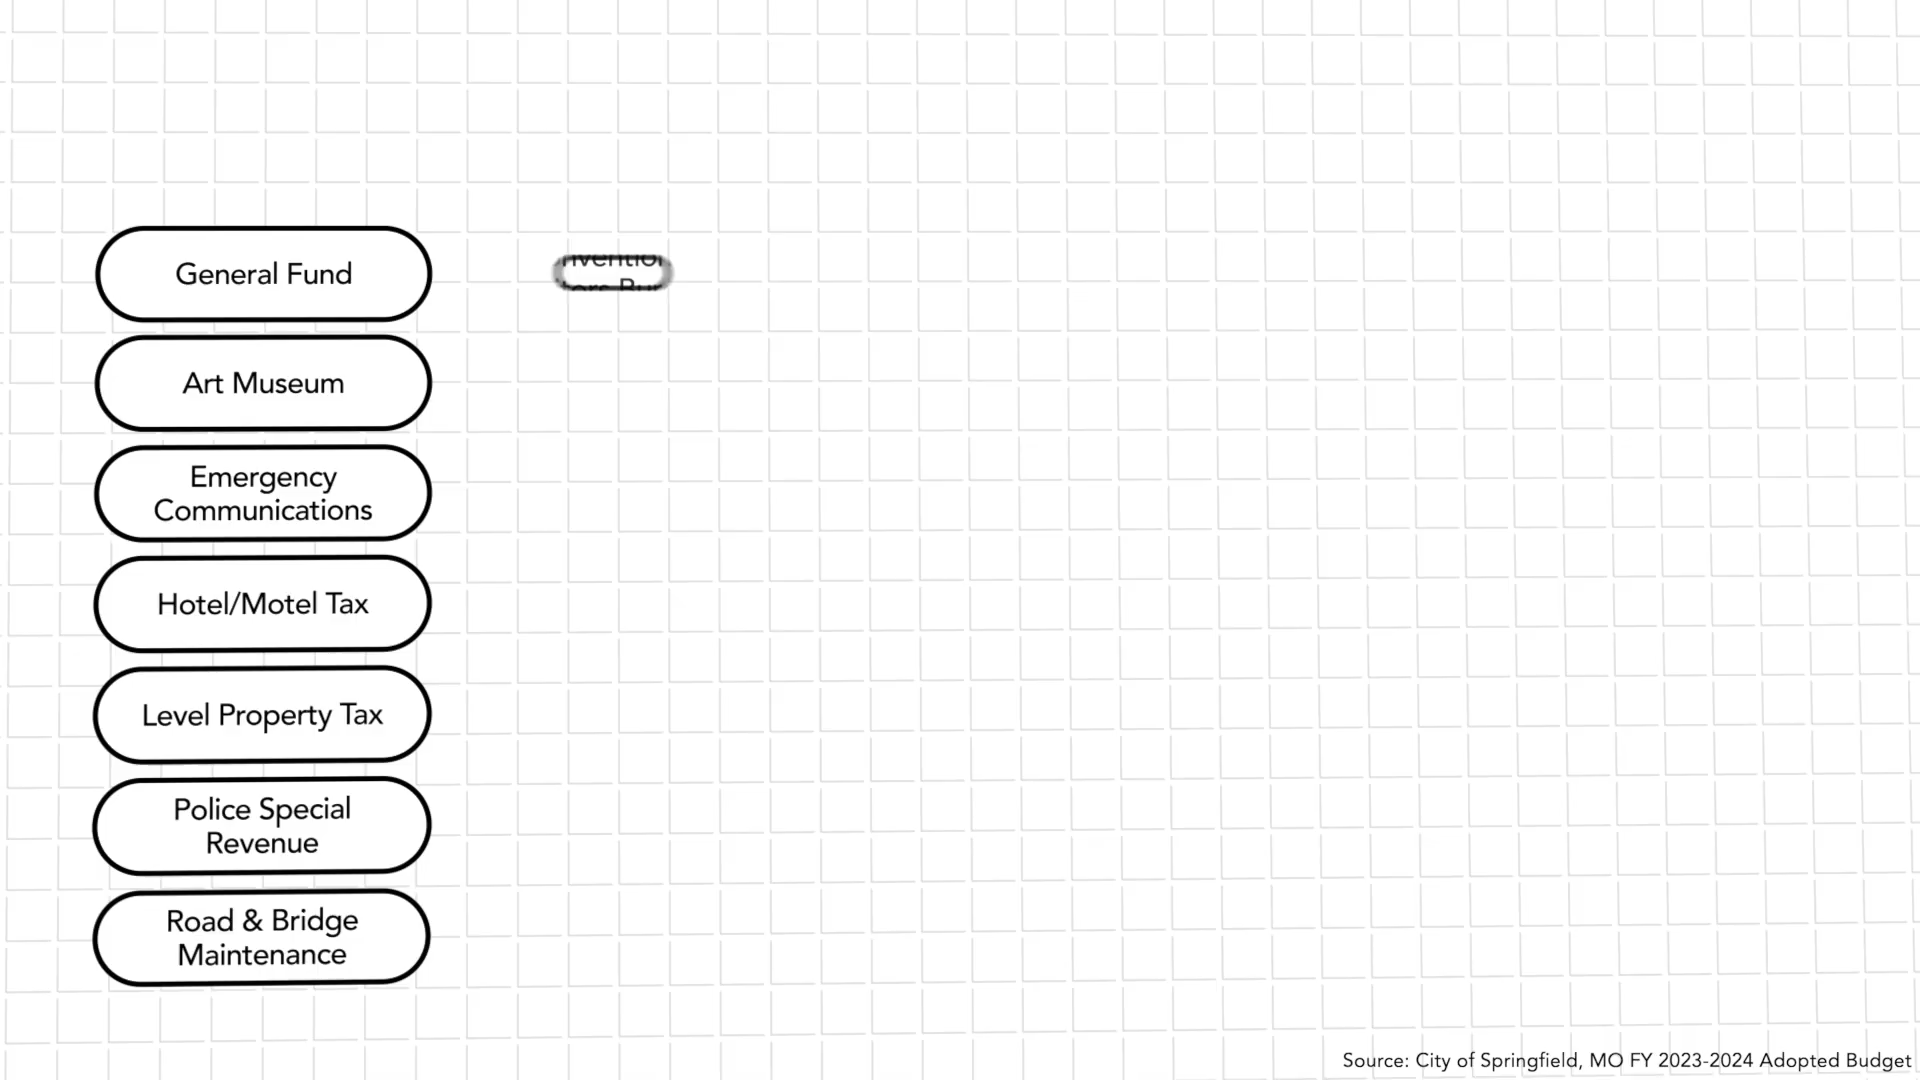 General Fund
Art Museum
Emergency
Communications
Hotel/Motel Tax
Level Property Tax
Police Special
Revenue
Road & Bridge
Maintenance
Source: City of Springfield, MO FY 2023-2024 Adopted Budget